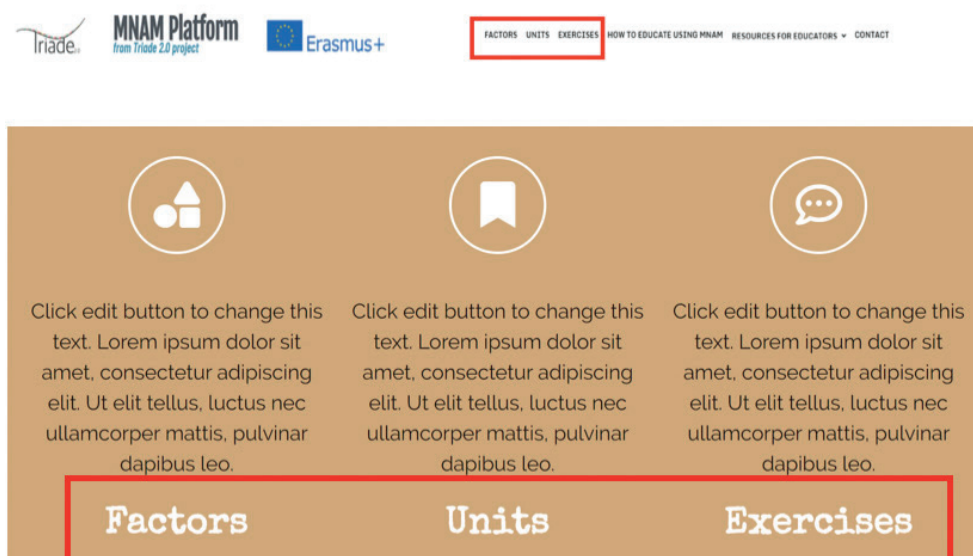 Triade 2.0
MNAM Platform
from Triade 2.0 project
Erasmus+
FACTORS UNITS EXERCISES HOW TO EDUCATE USING MNAM RESOURCES FOR EDUCATORS CONTACT
Click edit button to change this
text. Lorem ipsum dolor sit
amet, consectetur adipiscing
elit. Ut elit tellus, luctus nec
ullamcorper mattis, pulvinar
dapibus leo.
Factors
Click edit button to change this
text. Lorem ipsum dolor sit
amet, consectetur adipiscing
elit. Ut elit tellus, luctus nec
ullamcorper mattis, pulvinar
dapibus leo.
Units
Click edit button to change this
text. Lorem ipsum dolor sit
amet, consectetur adipiscing
elit. Ut elit tellus, luctus nec
ullamcorper mattis, pulvinar
dapibus leo.
Exercises